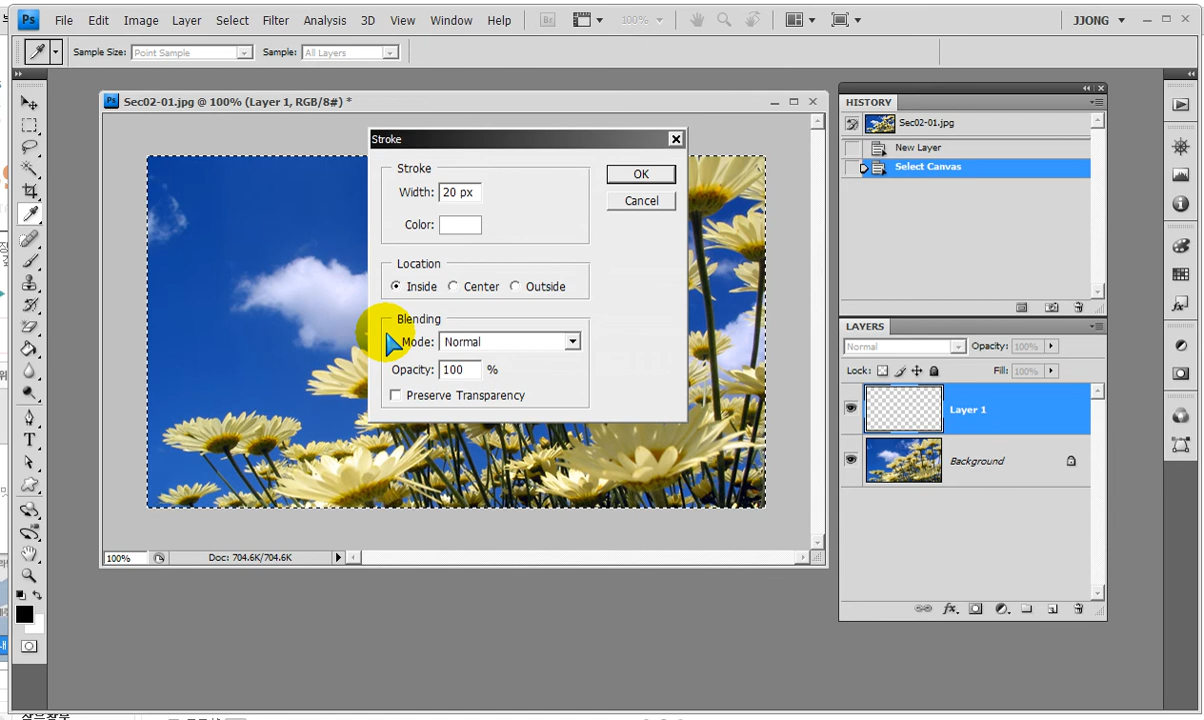 Ps File Edit Image Layer Select Filter Analysis 3D View Window Help Br 100% JJONG
Sample Size: Point Sample Sample: All Layers
Ps Sec02-01.jpg @ 100% (Layer 1, RGB/8#) *
Stroke
Stroke
Width: 20 px
Color:
OK
Cancel
Location
Inside Center Outside
Blending
Mode: Normal
Opacity: 100 %
Preserve Transparency
100% Doc: 704.6K/704.6K
HISTORY
Sec02-01.jpg
New Layer
Select Canvas
LAYERS
Normal Opacity: 100%
Lock: Fill: 100%
Layer 1
Background